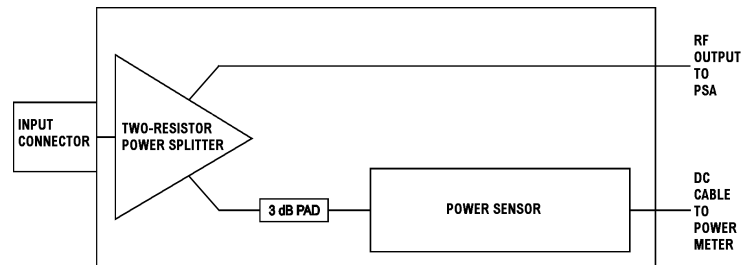 INPUT
CONNECTOR
TWO-RESISTOR
POWER SPLITTER
RF
OUTPUT
TO
PSA
3 dB PAD
POWER SENSOR
DC
CABLE
TO
POWER
METER